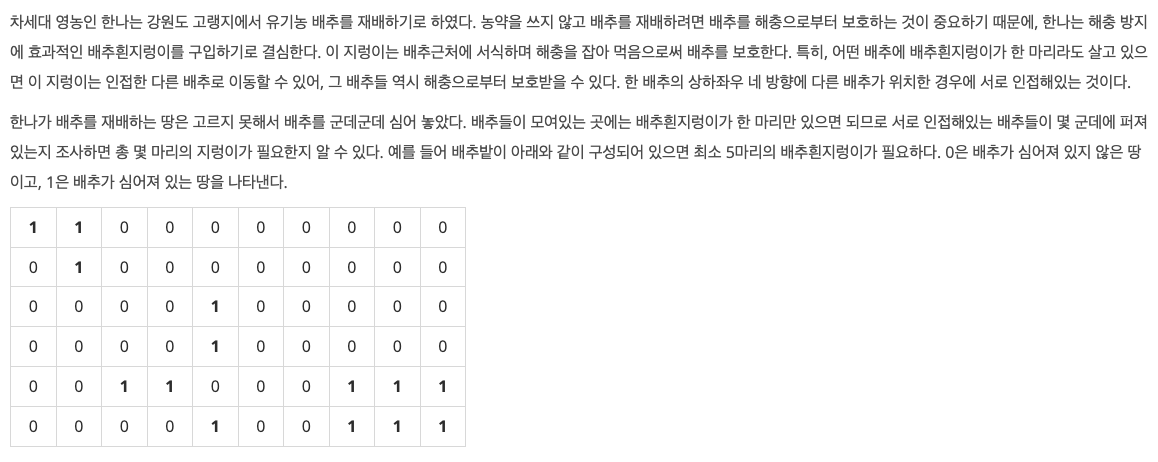 차세대 영농인 한나는 강원도 고랭지에서 유기농 배추를 재배하기로 하였다. 농약을 쓰지 않고 배추를 재배하려면 배추를 해충으로부터 보호하는 것이 중요하기 때문에, 한나는 해충 방지
에 효과적인 배추흰지렁이를 구입하기로 결심한다. 이 지렁이는 배추근처에 서식하며 해충을 잡아 먹음으로써 배추를 보호한다. 특히, 어떤 배추에 배추흰지렁이가 한 마리라도 살고 있으
면 이 지렁이는 인접한 다른 배추로 이동할 수 있어, 그 배추들 역시 해충으로부터 보호받을 수 있다. 한 배추의 상하좌우 네 방향에 다른 배추가 위치한 경우에 서로 인접해있는 것이다.
한나가 배추를 재배하는 땅은 고르지 못해서 배추를 군데군데 심어 놓았다. 배추들이 모여있는 곳에는 배추흰지렁이가 한 마리만 있으면 되므로 서로 인접해있는 배추들이 몇 군데에 퍼져
있는지 조사하면 총 몇 마리의 지렁이가 필요한지 알 수 있다. 예를 들어 배추밭이 아래와 같이 구성되어 있으면 최소 5마리의 배추흰지렁이가 필요하다. 0은 배추가 심어져 있지 않은 땅
이고, 1은 배추가 심어져 있는 땅을 나타낸다.
1 1 0 0 0 0 0 0 0 0
0 1 0 0 0 0 0 0 0 0
0 0 0 0 1 0 0 0 0 0
0 0 0 0 1 0 0 0 0 0
0 0 1 1 0 0 0 1 1 1
0 0 0 0 1 0 0 1 1 1